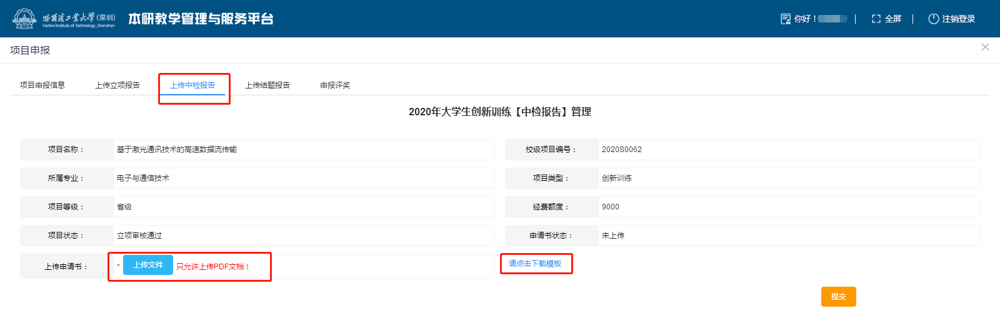 哈尔滨工业大学(深圳)
Harbin Institute of Technology, Shenzhen
本研教学管理与服务平台
你好！
全屏
注销登录
项目申报
项目申报信息
上传立项报告
上传中检报告
上传结题报告
申报评奖
2020年大学生创新训练【中检报告】管理
项目名称： 基于激光通讯技术的高速数据流传输
校级项目编号： 2020S0062
所属专业： 电子与通信技术
项目类型： 创新训练
项目等级： 省级
经费额度： 9000
项目状态： 立项审核通过
申请书状态： 未上传
上传申请书： * 上传文件 只允许上传PDF文档！
请点击下载模板
提交